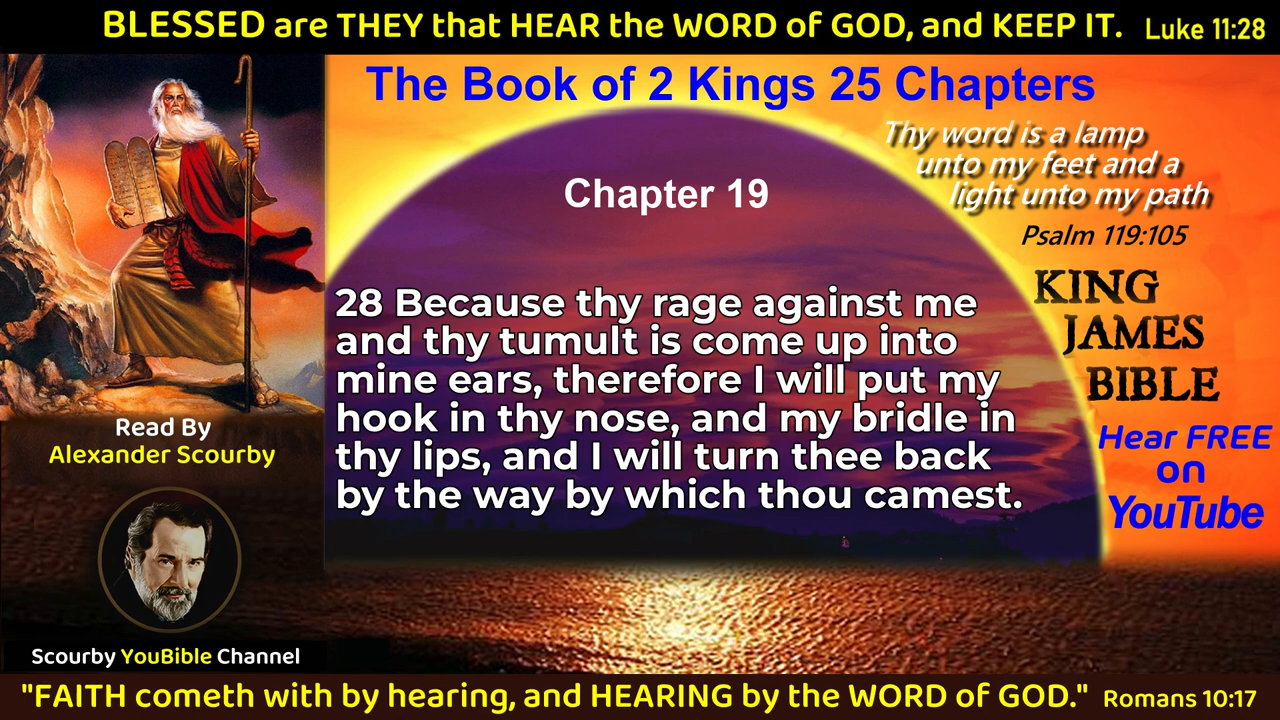 BLESSED are THEY that HEAR the WORD of GOD, and KEEP IT. Luke 11:28
The Book of 2 Kings 25 Chapters
Thy word is a lamp
unto my feet and a
light unto my path
Psalm 119:105
Chapter 19
28 Because thy rage against me
and thy tumult is come up into
mine ears, therefore I will put my
hook in thy nose, and my bridle in
thy lips, and I will turn thee back
by the way by which thou camest.
KING
JAMES
BIBLE
Hear FREE
on
YouTube
Read By
Alexander Scourby
Scourby YouBible Channel
"FAITH cometh with by hearing, and HEARING by the WORD of GOD." Romans 10:17